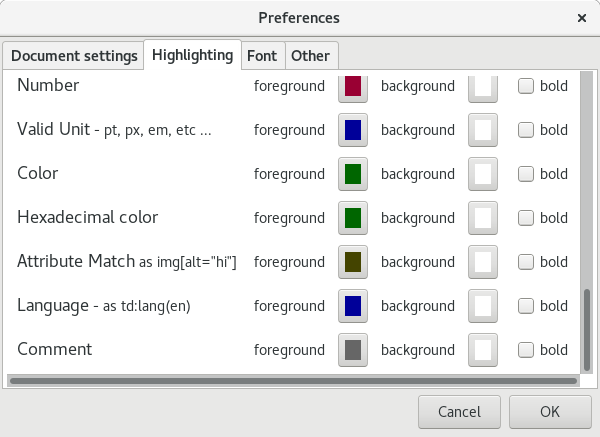 Preferences
Document settings Highlighting Font Other
Number foreground background bold
Valid Unit - pt, px, em, etc ... foreground background bold
Color foreground background bold
Hexadecimal color foreground background bold
Attribute Match as img[alt="hi"] foreground background bold
Language - as td:lang(en) foreground background bold
Comment foreground background bold
Cancel OK